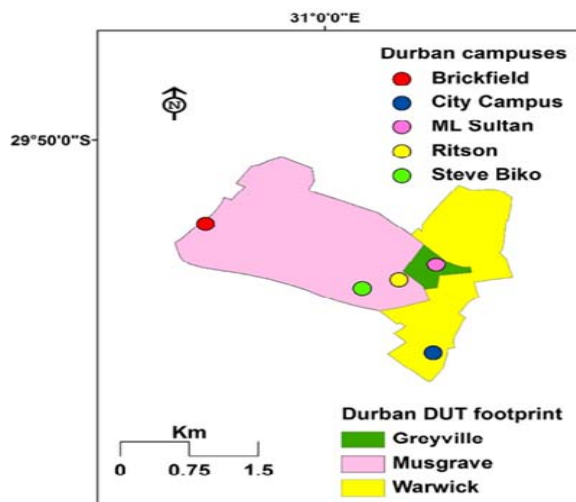 31°0'0"E
Durban campuses
Brickfield
City Campus
ML Sultan
Ritson
Steve Biko
N
29°50'0"S
Durban DUT footprint
Greyville
Musgrave
Warwick
Km
0 0.75 1.5